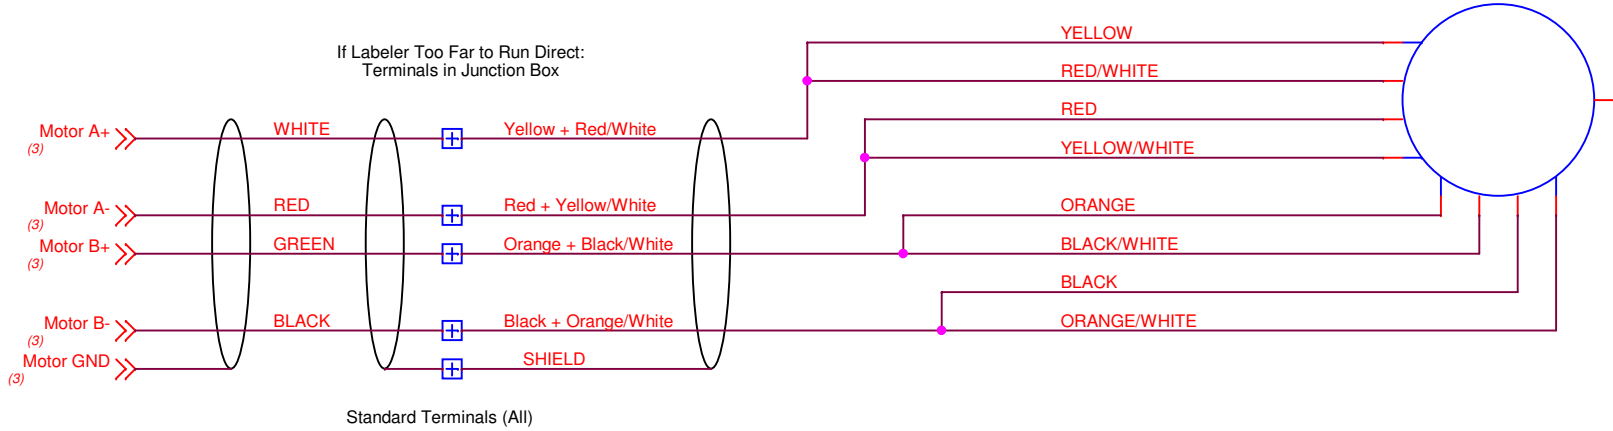 If Labeler Too Far to Run Direct:
Terminals in Junction Box
YELLOW
RED/WHITE
RED
YELLOW/WHITE
ORANGE
BLACK/WHITE
BLACK
ORANGE/WHITE
Motor A+
(3)
WHITE
Yellow + Red/White
Motor A-
(3)
RED
Red + Yellow/White
Motor B+
(3)
GREEN
Orange + Black/White
Motor B-
(3)
BLACK
Black + Orange/White
Motor GND
(3)
SHIELD
Standard Terminals (All)